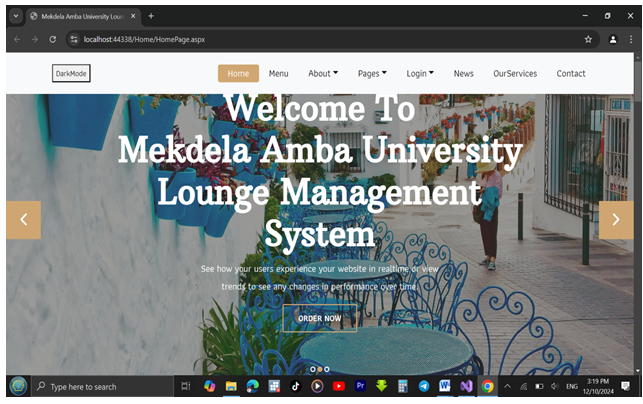 Mekdela Amba University Loun
localhost:44338/Home/HomePage.aspx
DarkMode
Home Menu About Pages Login News OurServices Contact
Welcome To
Mekdela Amba University
Lounge Management
System
See how your users experience your website in realtime or view
trends to see any changes in performance over time.
ORDER NOW
Type here to search
ENG
3:19 PM
12/10/2024